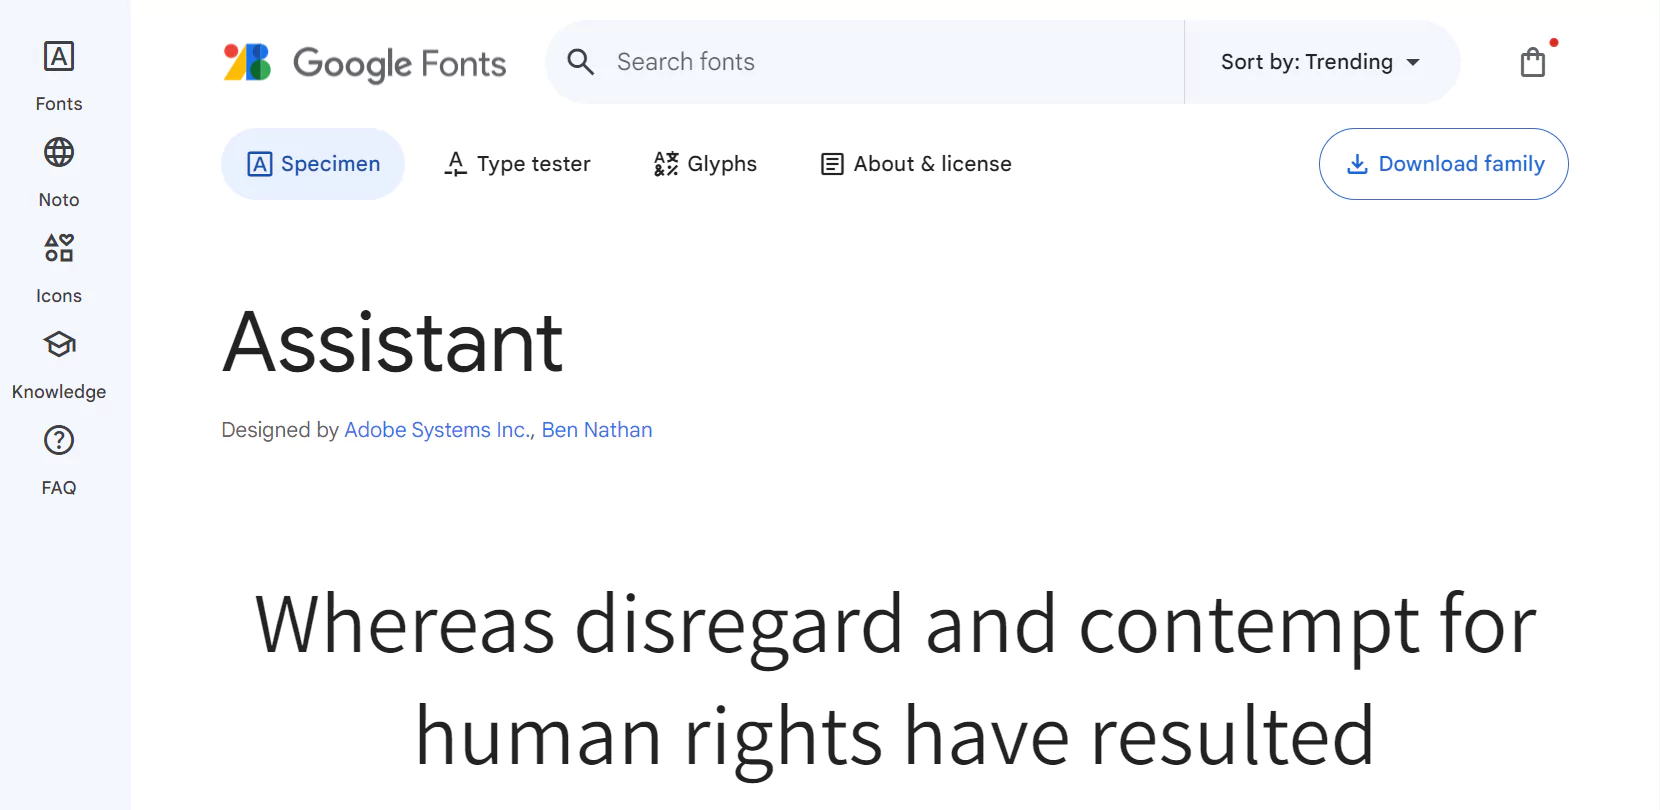 Fonts
Noto
Icons
Knowledge
FAQ
Google Fonts
Search fonts
Sort by: Trending
Specimen
Type tester
Glyphs
About & license
Download family
Assistant
Designed by Adobe Systems Inc., Ben Nathan
Whereas disregard and contempt for
human rights have resulted